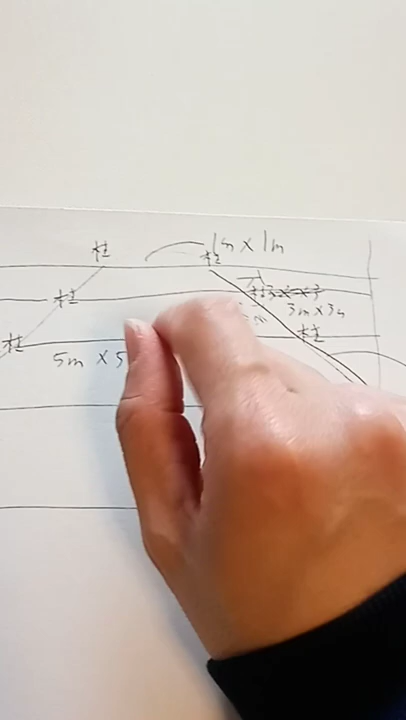 1m × 1m
柱 柱
柱
3m × 3m
柱 柱
5m × 5